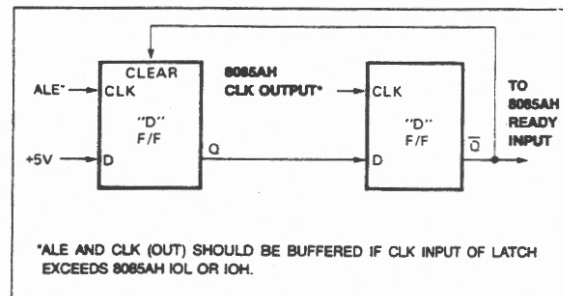 CLEAR
ALE*
CLK
"D"
F/F
+5V
D
Q
8085AH
CLK OUTPUT*
CLK
"D"
F/F
D
Q̅
TO
8085AH
READY
INPUT
*ALE AND CLK (OUT) SHOULD BE BUFFERED IF CLK INPUT OF LATCH
EXCEEDS 8085AH IOL OR IOH.